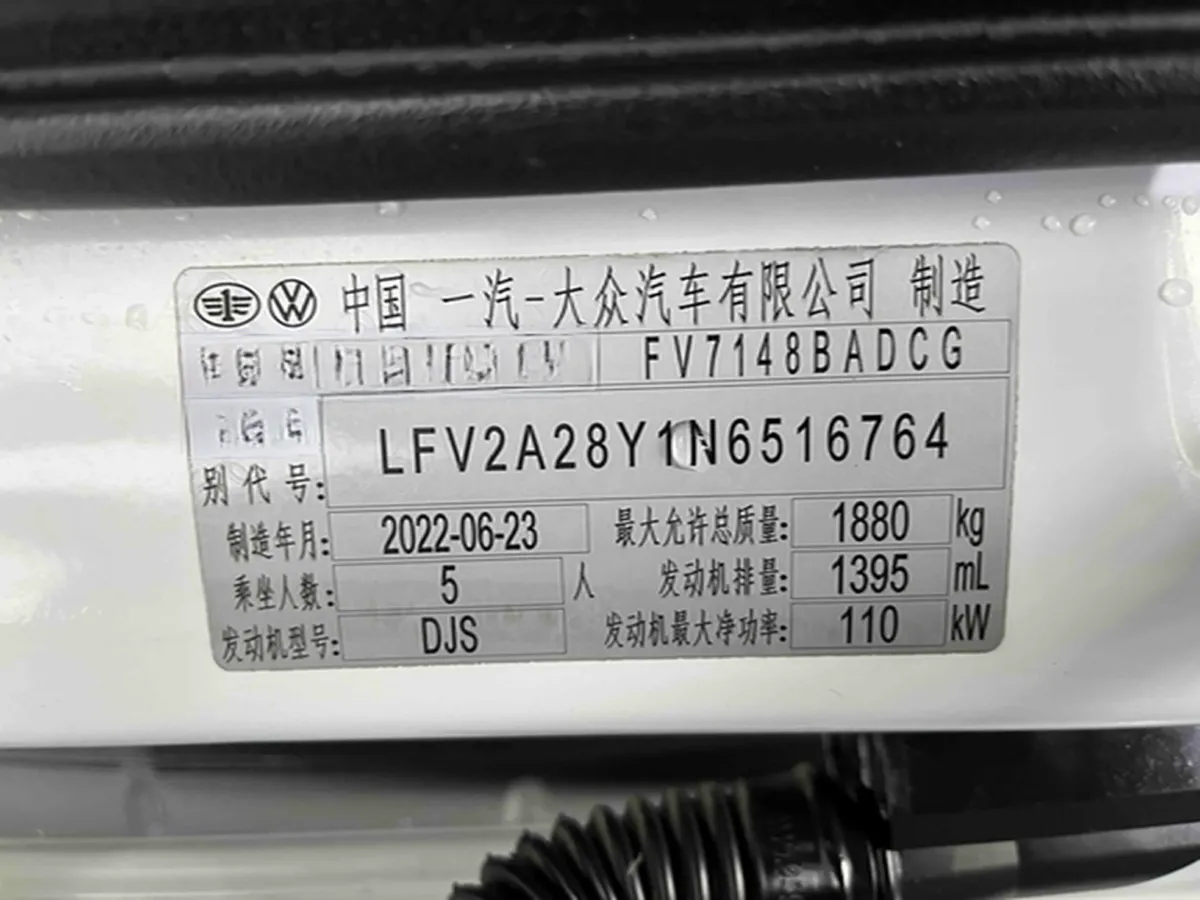 中国 一汽-大众汽车有限公司 制造
FV7148BADCG
LFV2A28Y1N6516764
别代号:
制造年月: 2022-06-23 最大允许总质量: 1880 kg
乘坐人数: 5 人 发动机排量: 1395 mL
发动机型号: DJS 发动机最大净功率: 110 kW